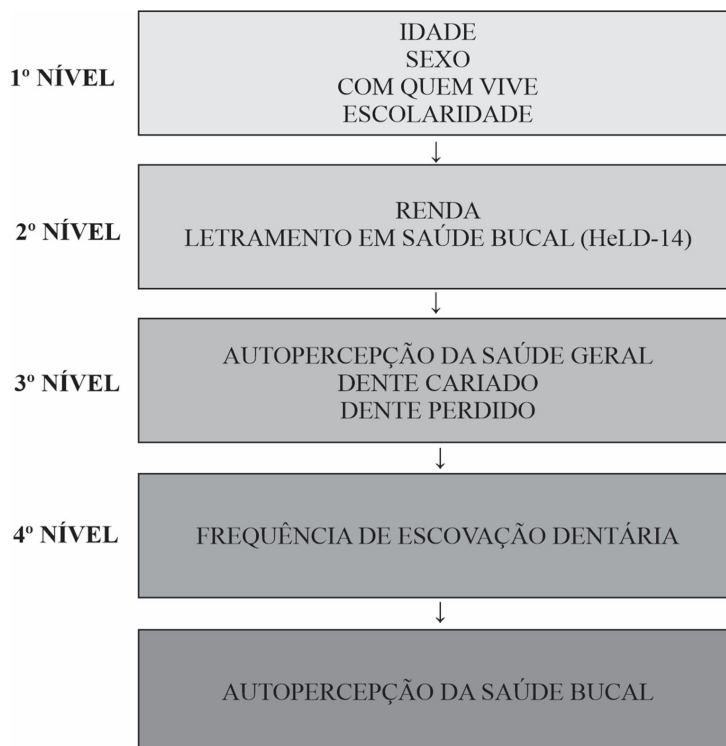 1º NÍVEL
IDADE
SEXO
COM QUEM VIVE
ESCOLARIDADE
↓
2º NÍVEL
RENDA
LETRAMENTO EM SAÚDE BUCAL (HeLD-14)
↓
3º NÍVEL
AUTOPERCEPÇÃO DA SAÚDE GERAL
DENTE CARIADO
DENTE PERDIDO
↓
4º NÍVEL
FREQUÊNCIA DE ESCOVAÇÃO DENTÁRIA
↓
AUTOPERCEPÇÃO DA SAÚDE BUCAL